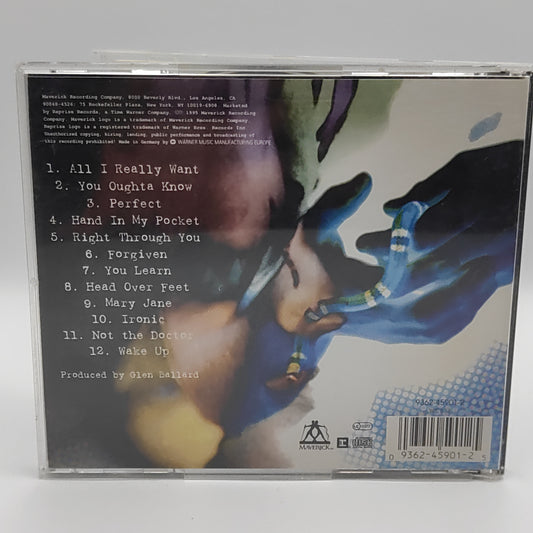 Maverick Recording Company, 8000 Beverly Blvd., Los Angeles, CA
90048-4524; 75 Rockefeller Plaza, New York, NY 10019-6908. Marketed
by Reprise Records, a Time Warner Company. ℗© 1995 Maverick Recording
Company. Maverick logo is a trademark of Maverick Recording Company.
Reprise logo is a registered trademark of Warner Bros. Records Inc
Unauthorized copying, hiring, lending, public performance and broadcasting of
this recording prohibited! Made in Germany by WARNER MUSIC MANUFACTURING EUROPE
1. All I Really Want
2. You Oughta Know
3. Perfect
4. Hand In My Pocket
5. Right Through You
6. Forgiven
7. You Learn
8. Head Over Feet
9. Mary Jane
10. Ironic
11. Not the Doctor
12. Wake Up
Produced by Glen Ballard
9362-45901-2
MAVERICK
0 9362-45901-2 5